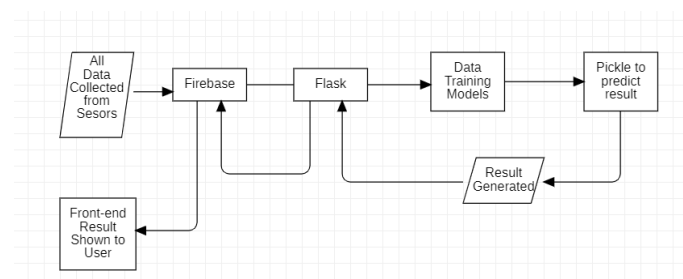 All
Data
Collected
from
Sesors
Firebase
Flask
Data
Training
Models
Pickle to
predict
result
Result
Generated
Front-end
Result
Shown to
User